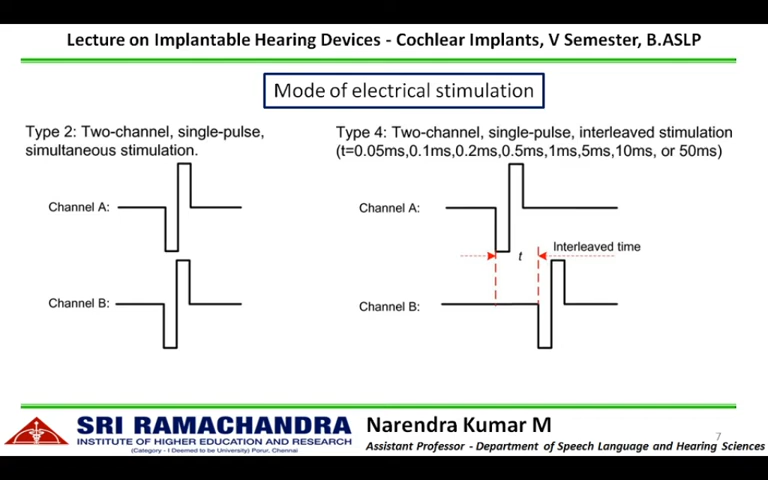 Lecture on Implantable Hearing Devices - Cochlear Implants, V Semester, B.ASLP
Mode of electrical stimulation
Type 2: Two-channel, single-pulse,
simultaneous stimulation.
Channel A:
Channel B:
Type 4: Two-channel, single-pulse, interleaved stimulation
(t=0.05ms,0.1ms,0.2ms,0.5ms,1ms,5ms,10ms, or 50ms)
Channel A:
t
Interleaved time
Channel B:
SRI RAMACHANDRA
INSTITUTE OF HIGHER EDUCATION AND RESEARCH
(Category - I Deemed to be University) Porur, Chennai
Narendra Kumar M
Assistant Professor - Department of Speech Language and Hearing Sciences
7